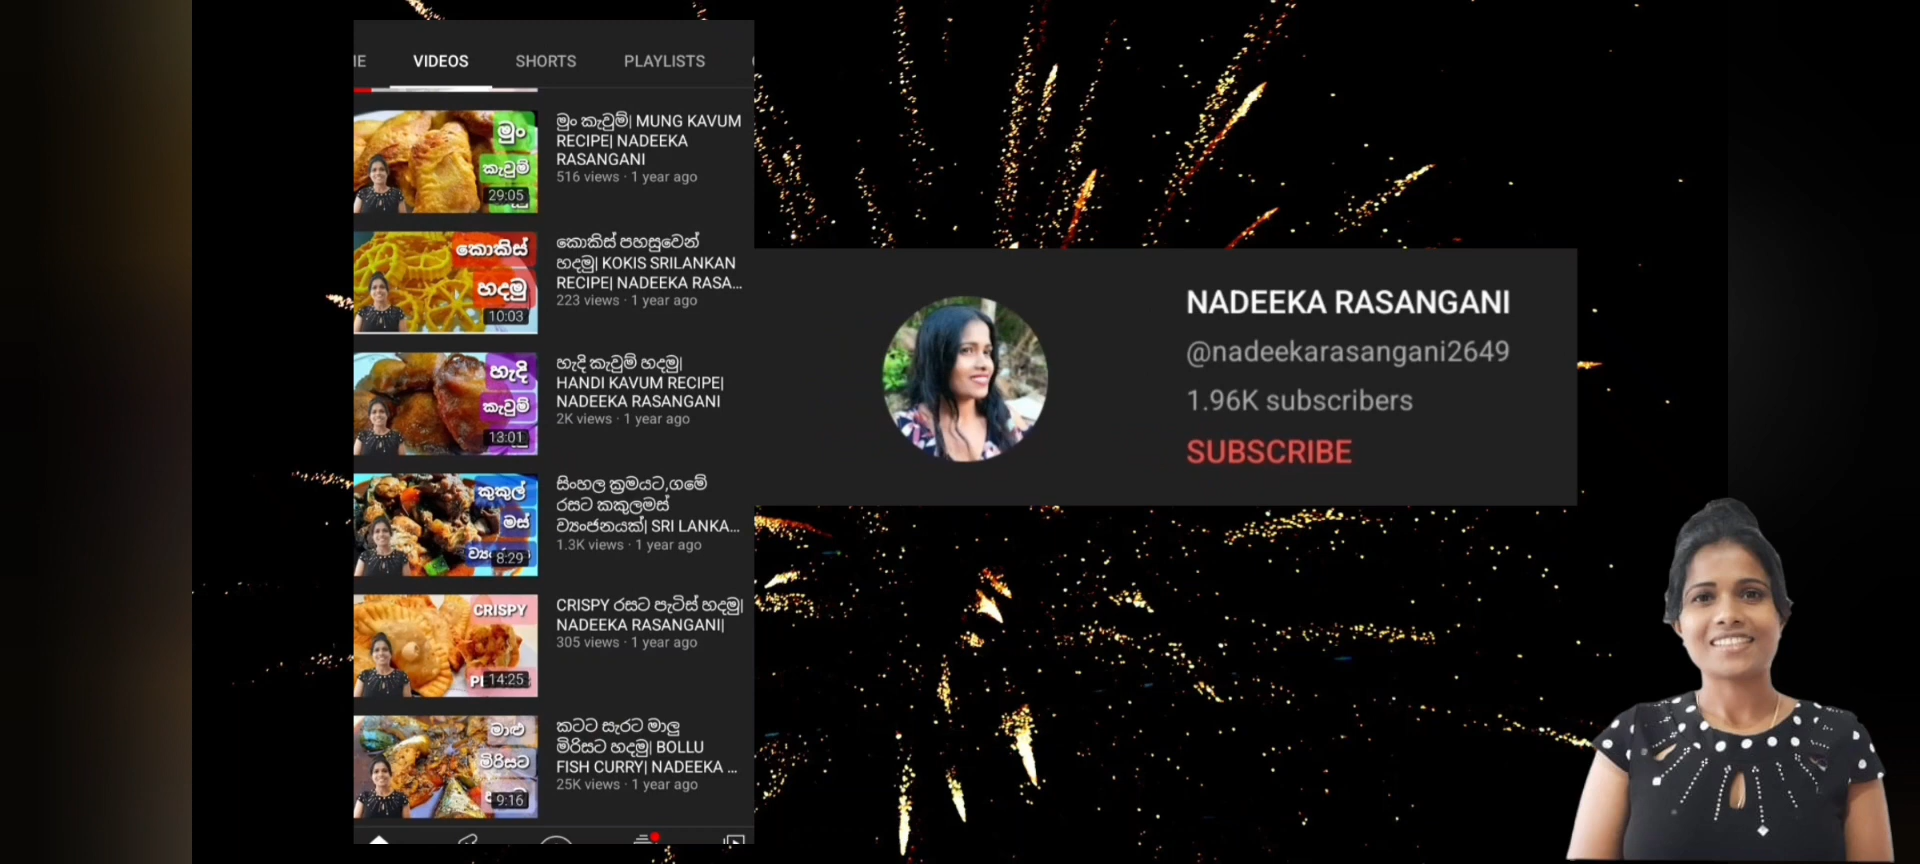 VIDEOS
SHORTS
PLAYLISTS
මුං
කැවුම්
29:05
මුං කැවුම්| MUNG KAVUM
RECIPE| NADEEKA
RASANGANI
516 views · 1 year ago
කොකිස්
හදමු
10:03
කොකිස් පහසුවෙන්
හදමු| KOKIS SRILANKAN
RECIPE| NADEEKA RASA...
223 views · 1 year ago
හැදි
කැවුම්
13:01
හැදි කැවුම් හදමු|
HANDI KAVUM RECIPE|
NADEEKA RASANGANI
2K views · 1 year ago
කුකුල්
මස්
8:29
සිංහල ක්‍රමයට,ගමේ
රසට කකුලමස්
ව්‍යංජනයක්| SRI LANKA...
1.3K views · 1 year ago
CRISPY
14:25
CRISPY රසට පැටිස් හදමු|
NADEEKA RASANGANI|
305 views · 1 year ago
මාළු
මිරිසට
9:16
කටට සැරට මාලු
මිරිසට හදමු| BOLLU
FISH CURRY| NADEEKA ...
25K views · 1 year ago
NADEEKA RASANGANI
@nadeekarasangani2649
1.96K subscribers
SUBSCRIBE